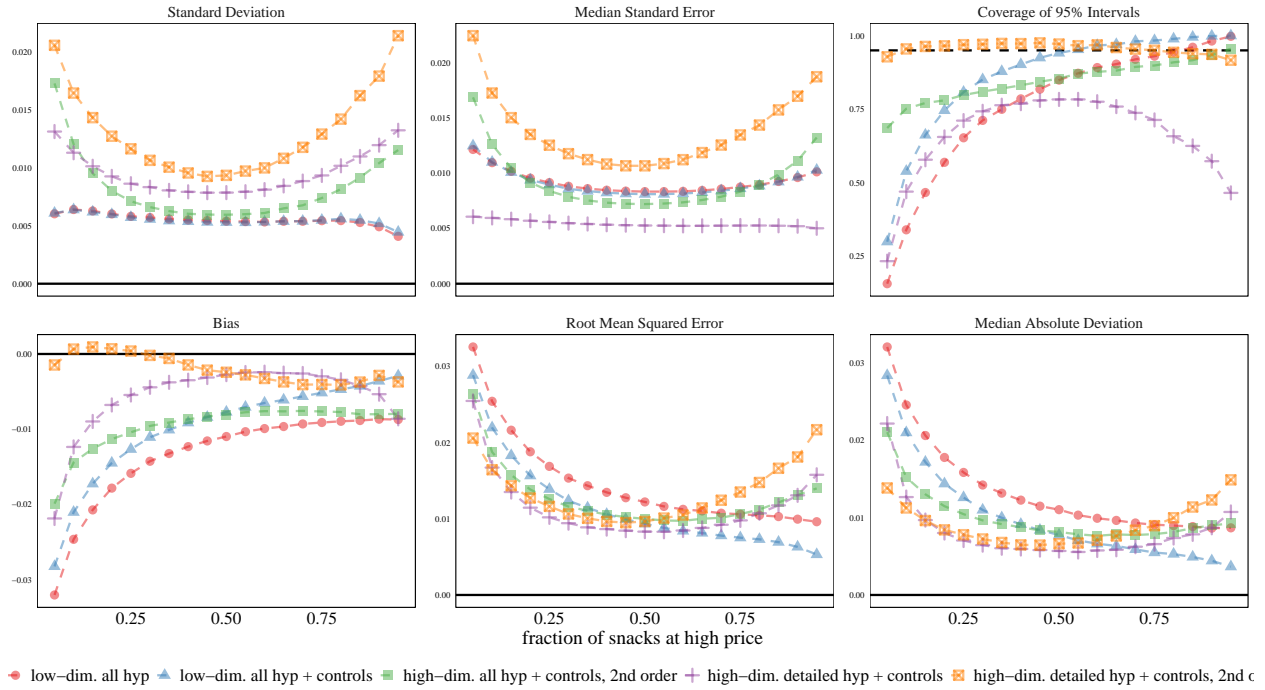 Standard Deviation
Median Standard Error
Coverage of 95% Intervals
0.020
0.015
0.010
0.005
0.000
0.020
0.015
0.010
0.005
0.000
1.00
0.75
0.50
0.25
Bias
Root Mean Squared Error
Median Absolute Deviation
0.00
−0.01
−0.02
−0.03
0.03
0.02
0.01
0.00
0.03
0.02
0.01
0.00
0.25 0.50 0.75
0.25 0.50 0.75
0.25 0.50 0.75
fraction of snacks at high price
low−dim. all hyp low−dim. all hyp + controls high−dim. all hyp + controls, 2nd order high−dim. detailed hyp + controls high−dim. detailed hyp + controls, 2nd